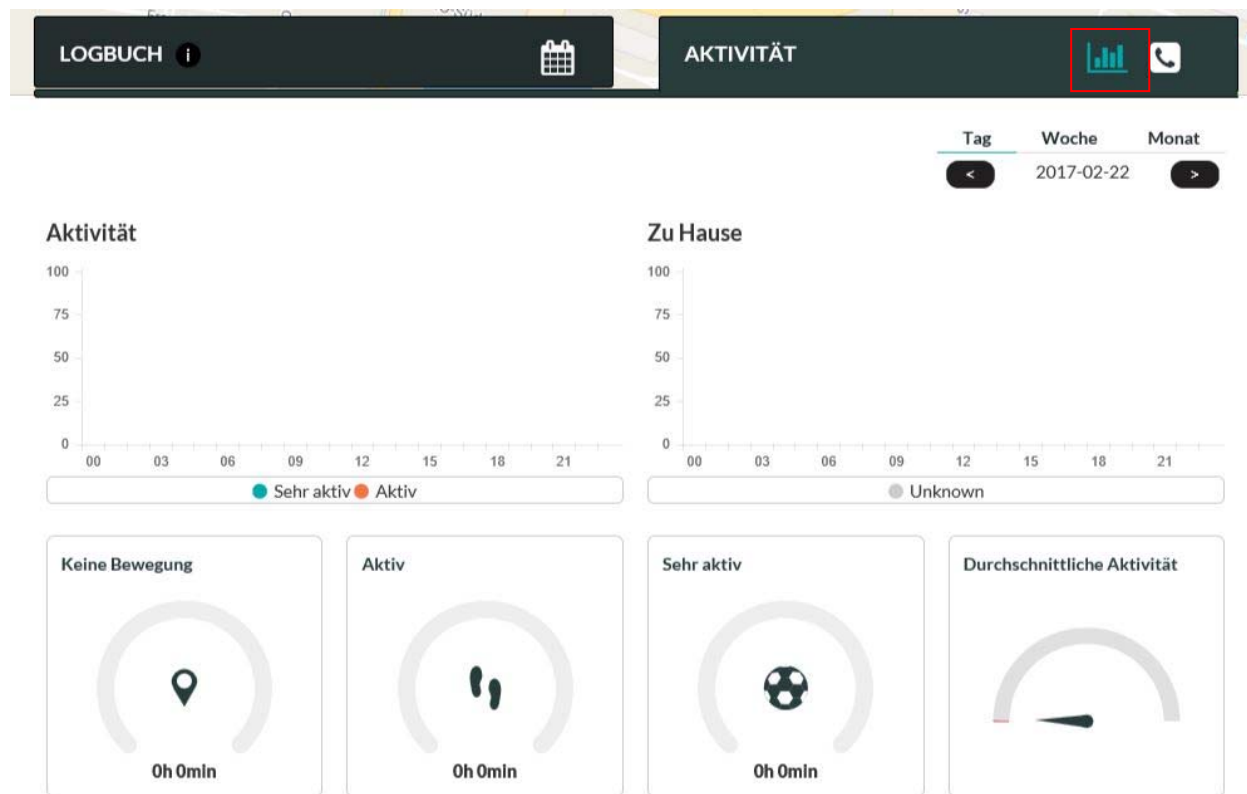 LOGBUCH i
AKTIVITÄT
Tag Woche Monat
< 2017-02-22 >
Aktivität
100
75
50
25
0
00 03 06 09 12 15 18 21
Sehr aktiv Aktiv
Zu Hause
100
75
50
25
0
00 03 06 09 12 15 18 21
Unknown
Keine Bewegung
0h 0min
Aktiv
0h 0min
Sehr aktiv
0h 0min
Durchschnittliche Aktivität